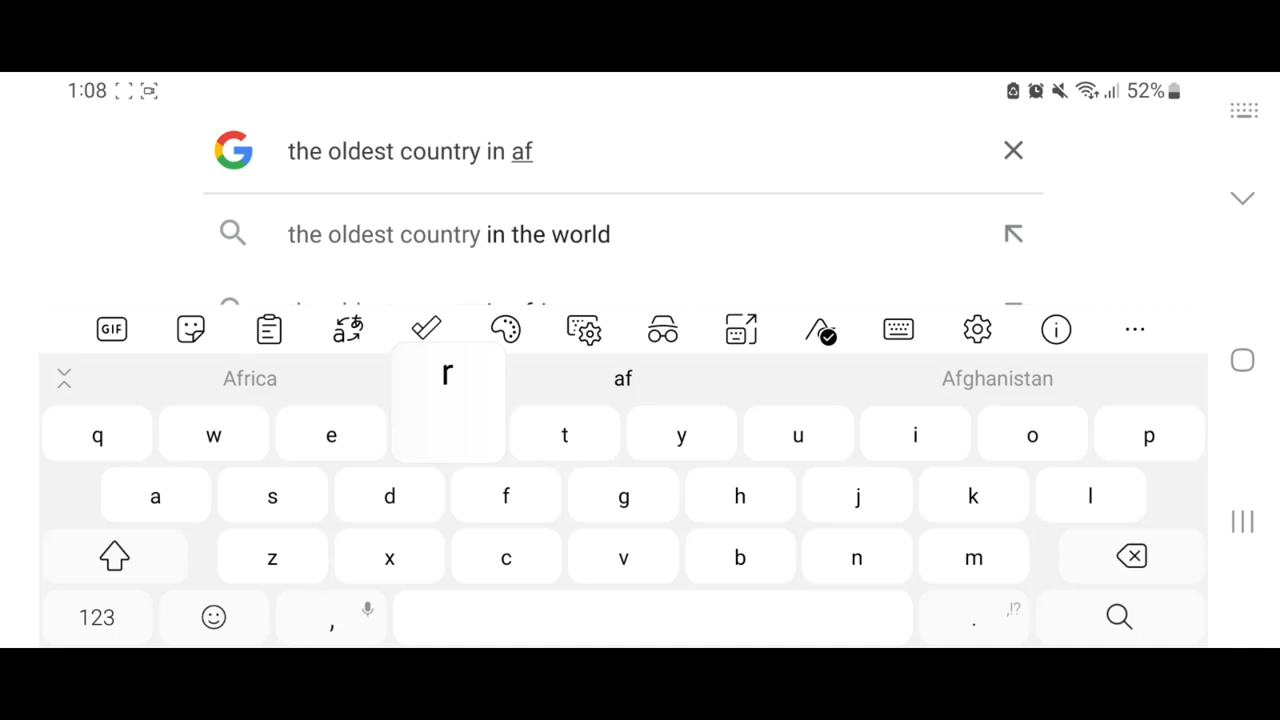 1:08
52%
the oldest country in af
the oldest country in the world
GIF
Africa
af
Afghanistan
r
q w e t y u i o p
a s d f g h j k l
z x c v b n m
123 , .
,!?